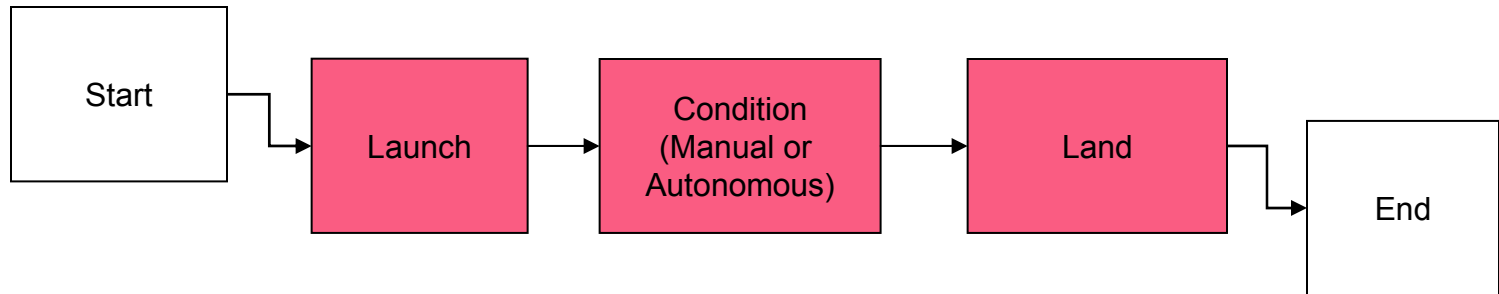 Start
Launch
Condition
(Manual or
Autonomous)
Land
End